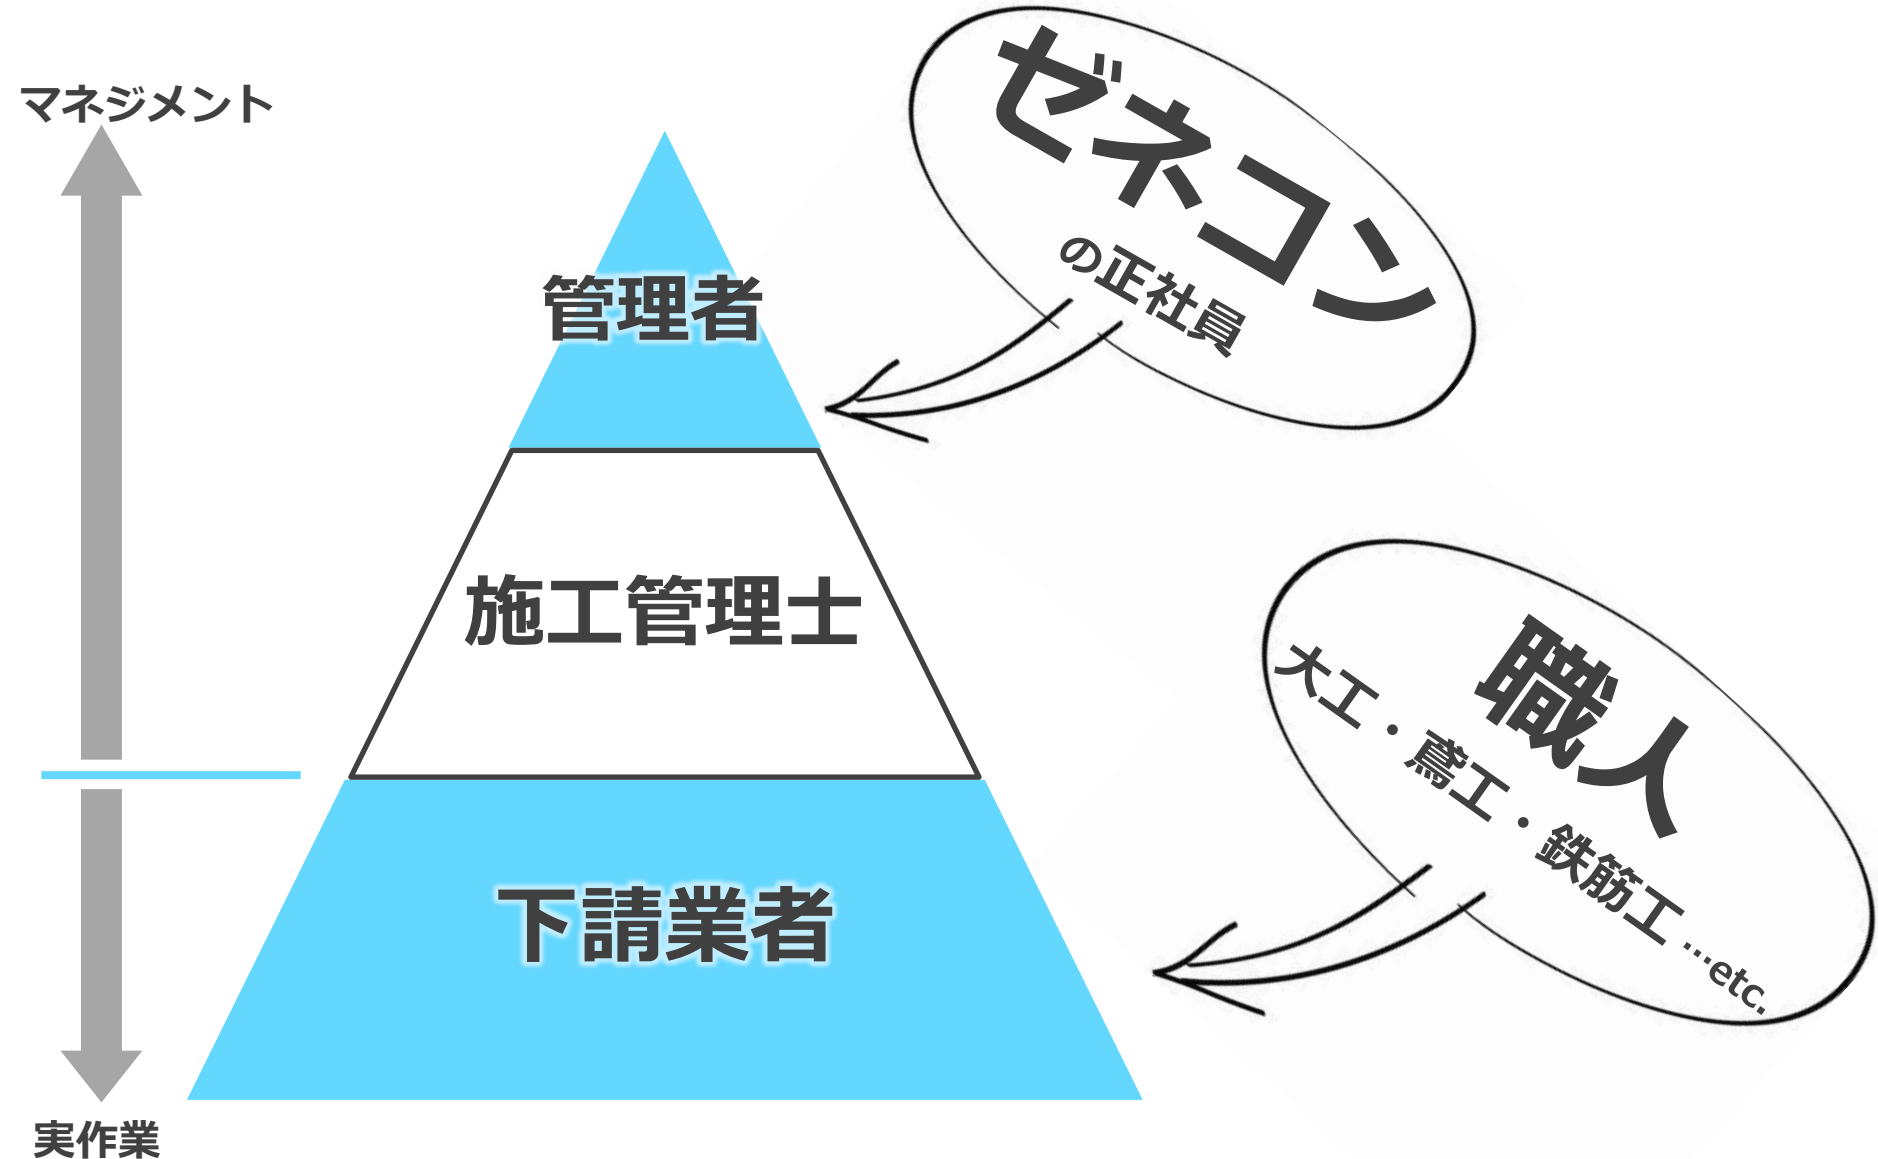 マネジメント
ゼネコン
の正社員
管理者
施工管理士
職人
大工・鳶工・鉄筋工…etc.
下請業者
実作業